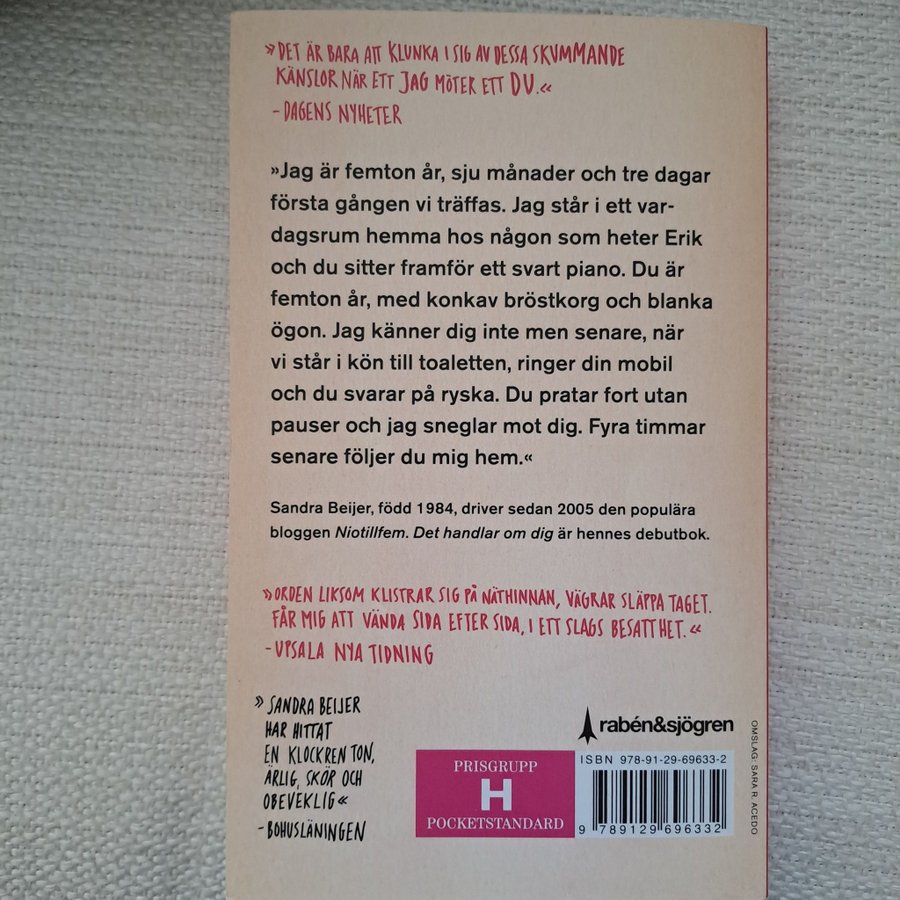 »DET ÄR BARA ATT KLUNKA I SIG AV DESSA SKUMMANDE
KÄNSLOR NÄR ETT JAG MÖTER ETT DU.«
- DAGENS NYHETER
»Jag är femton år, sju månader och tre dagar
första gången vi träffas. Jag står i ett var-
dagsrum hemma hos någon som heter Erik
och du sitter framför ett svart piano. Du är
femton år, med konkav bröstkorg och blanka
ögon. Jag känner dig inte men senare, när
vi står i kön till toaletten, ringer din mobil
och du svarar på ryska. Du pratar fort utan
pauser och jag sneglar mot dig. Fyra timmar
senare följer du mig hem.«
Sandra Beijer, född 1984, driver sedan 2005 den populära
bloggen Niotillfem. Det handlar om dig är hennes debutbok.
»ORDEN LIKSOM KLISTRAR SIG PÅ NÄTHINNAN, VÄGRAR SLÄPPA TAGET.
FÅR MIG ATT VÄNDA SIDA EFTER SIDA, I ETT SLAGS BESATTHET.«
- UPSALA NYA TIDNING
»SANDRA BEIJER
HAR HITTAT
EN KLOCKREN TON,
ÄRLIG, SKÖR OCH
OBEVEKLIG«
- BOHUSLÄNINGEN
PRISGRUPP
H
POCKETSTANDARD
rabén&sjögren
ISBN 978-91-29-69633-2
9 789129 696332
OMSLAG: SARA R. ACEDO